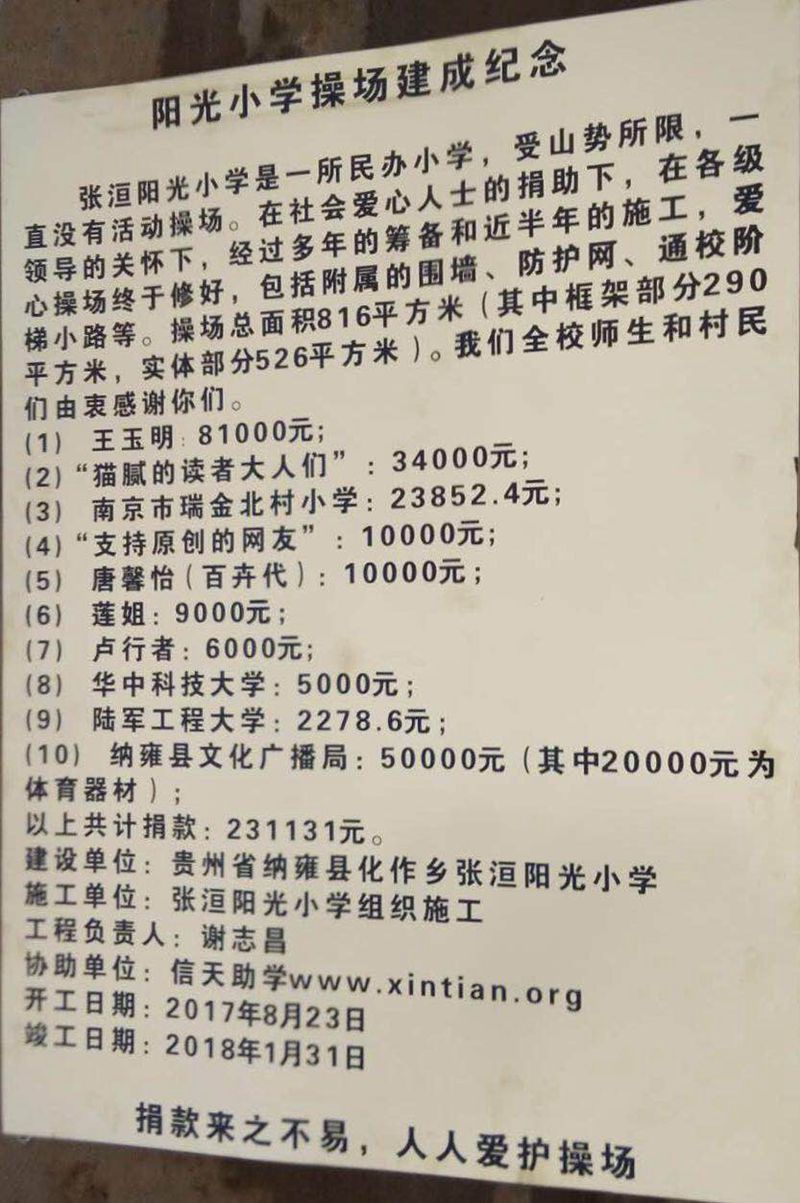 阳光小学操场建成纪念
张洹阳光小学是一所民办小学，受山势所限，一
直没有活动操场。在社会爱心人士的捐助下，在各级
领导的关怀下，经过多年的筹备和近半年的施工，爱
心操场终于修好，包括附属的围墙、防护网、通校阶
梯小路等。操场总面积816平方米（其中框架部分290
平方米，实体部分526平方米）。我们全校师生和村民
们由衷感谢你们。
(1) 王玉明：81000元；
(2)“猫腻的读者大人们”：34000元；
(3) 南京市瑞金北村小学：23852.4元；
(4)“支持原创的网友”：10000元；
(5) 唐馨怡（百卉代）：10000元；
(6) 莲姐：9000元；
(7) 卢行者：6000元；
(8) 华中科技大学：5000元；
(9) 陆军工程大学：2278.6元；
(10) 纳雍县文化广播局：50000元（其中20000元为
体育器材）；
以上共计捐款：231131元。
建设单位：贵州省纳雍县化作乡张洹阳光小学
施工单位：张洹阳光小学组织施工
工程负责人：谢志昌
协助单位：信天助学www.xintian.org
开工日期：2017年8月23日
竣工日期：2018年1月31日
捐款来之不易，人人爱护操场